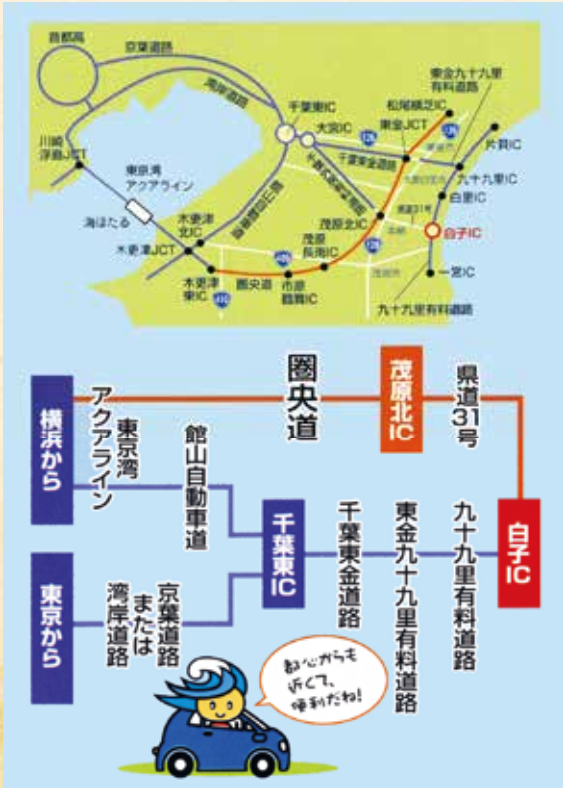 首都高
京葉道路
湾岸道路
川崎
浮島JCT
東京湾
アクアライン
海ほたる
木更津
北IC
木更津JCT
木更津
東IC
圏央道
市原
鶴舞IC
茂原
長南IC
茂原北IC
館山自動車道
千葉東IC
大宮IC
千葉東金道路
東金JCT
松尾横芝IC
東金九十九里
有料道路
片貝IC
九十九里IC
白里IC
白子IC
一宮IC
九十九里有料道路
県道31号
126
126
128
409
410
横浜から
東京湾
アクアライン
圏央道
茂原北IC
県道31号
白子IC
館山自動車道
千葉東IC
千葉東金道路
東金九十九里有料道路
九十九里有料道路
東京から
京葉道路
または
湾岸道路
都心からも
近くて、
便利だね!